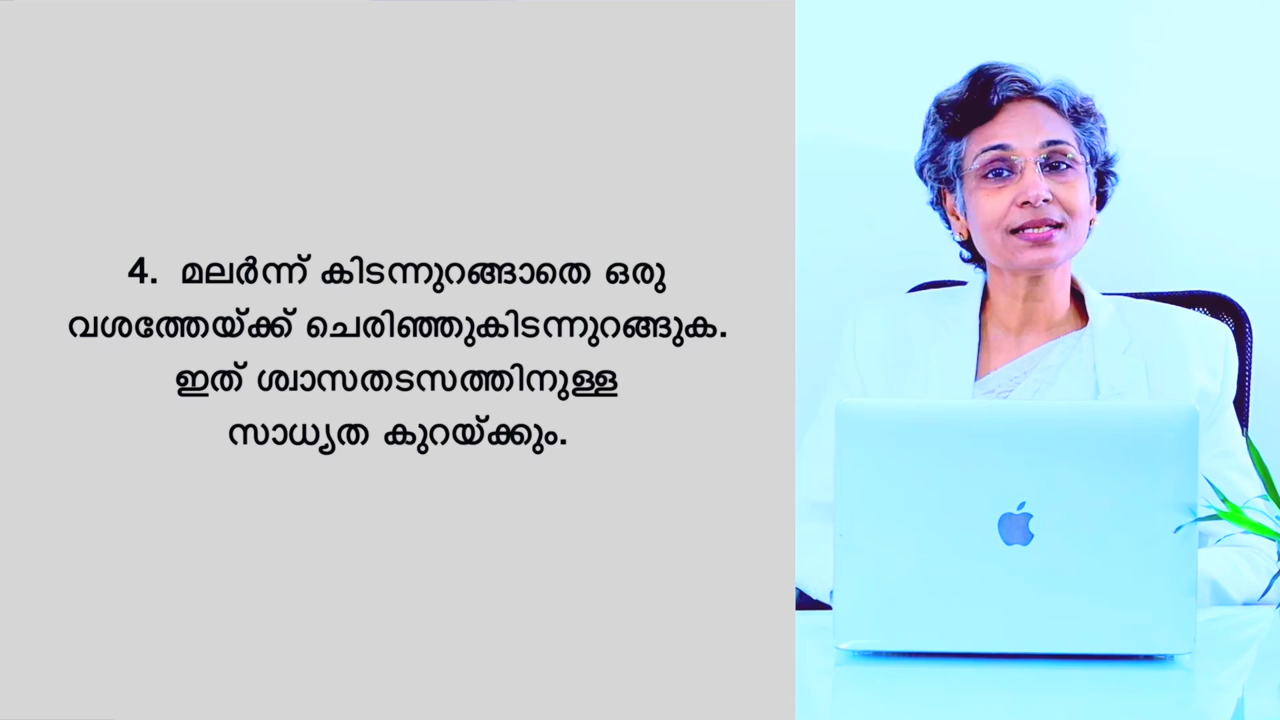 4. മലർന്ന് കിടന്നുറങ്ങാതെ ഒരു
വശത്തേയ്ക്ക് ചെരിഞ്ഞുകിടന്നുറങ്ങുക.
ഇത് ശ്വാസതടസത്തിനുള്ള
സാധ്യത കുറയ്ക്കും.